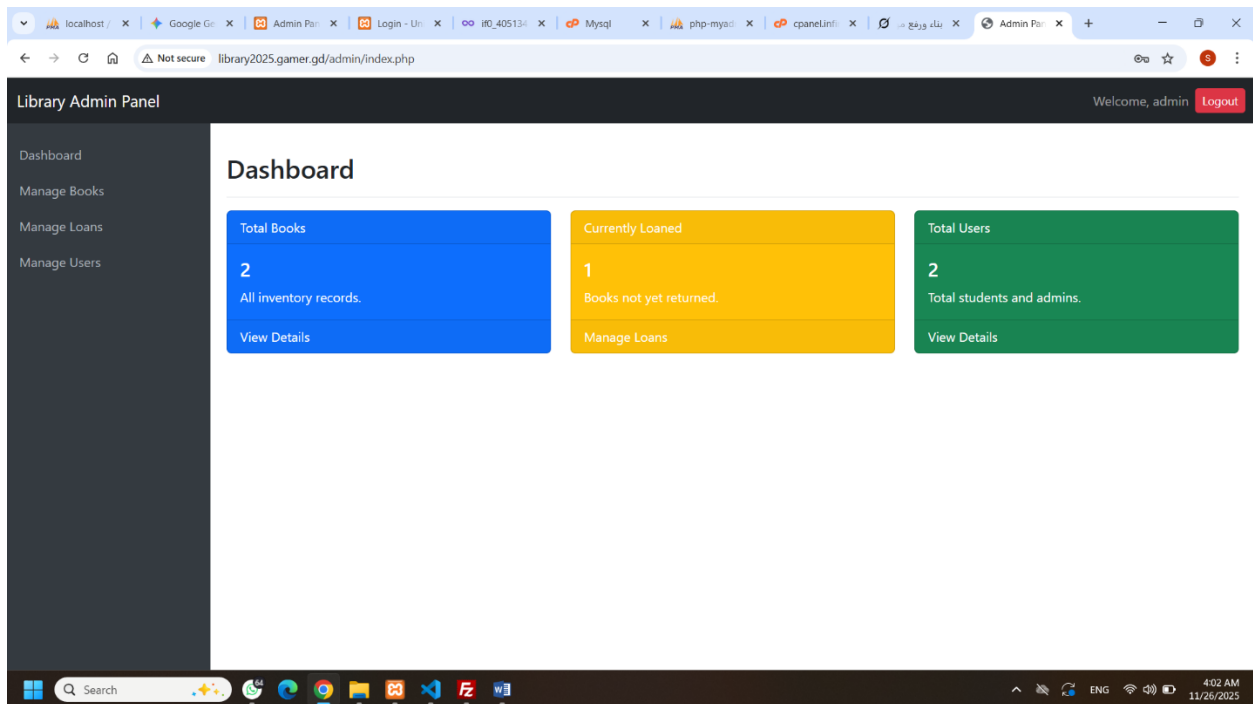 localhost /
Google Ge
Admin Pan
Login - Un
if0_405134
Mysql
php-myad
cpanel.infi
بناء ورفع
Admin Pan
Not secure
library2025.gamer.gd/admin/index.php
S
Library Admin Panel
Welcome, admin
Logout
Dashboard
Manage Books
Manage Loans
Manage Users
Dashboard
Total Books
2
All inventory records.
View Details
Currently Loaned
1
Books not yet returned.
Manage Loans
Total Users
2
Total students and admins.
View Details
Search
64
ENG
4:02 AM
11/26/2025